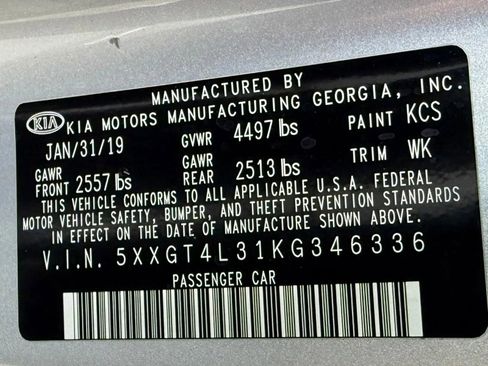 MANUFACTURED BY
KIA KIA MOTORS MANUFACTURING GEORGIA, INC.
JAN/31/19 GVWR 4497 lbs PAINT KCS
GAWR FRONT 2557 lbs GAWR REAR 2513 lbs TRIM WK
THIS VEHICLE CONFORMS TO ALL APPLICABLE U.S.A. FEDERAL
MOTOR VEHICLE SAFETY, BUMPER, AND THEFT PREVENTION STANDARDS
IN EFFECT ON THE DATE OF MANUFACTURE SHOWN ABOVE.
V.I.N. 5XXGT4L31KG346336
PASSENGER CAR